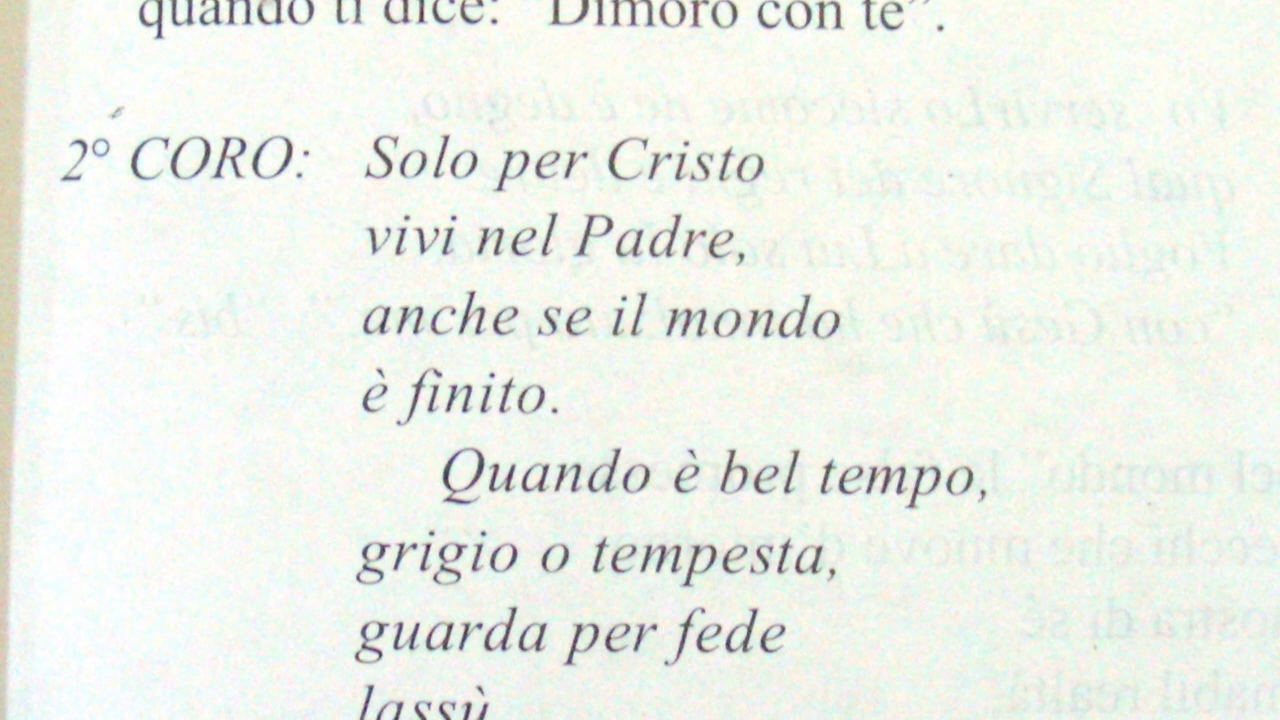 quando ti dice: "Dimoro con te".
2° CORO: Solo per Cristo
vivi nel Padre,
anche se il mondo
è finito.
Quando è bel tempo,
grigio o tempesta,
guarda per fede
lassù